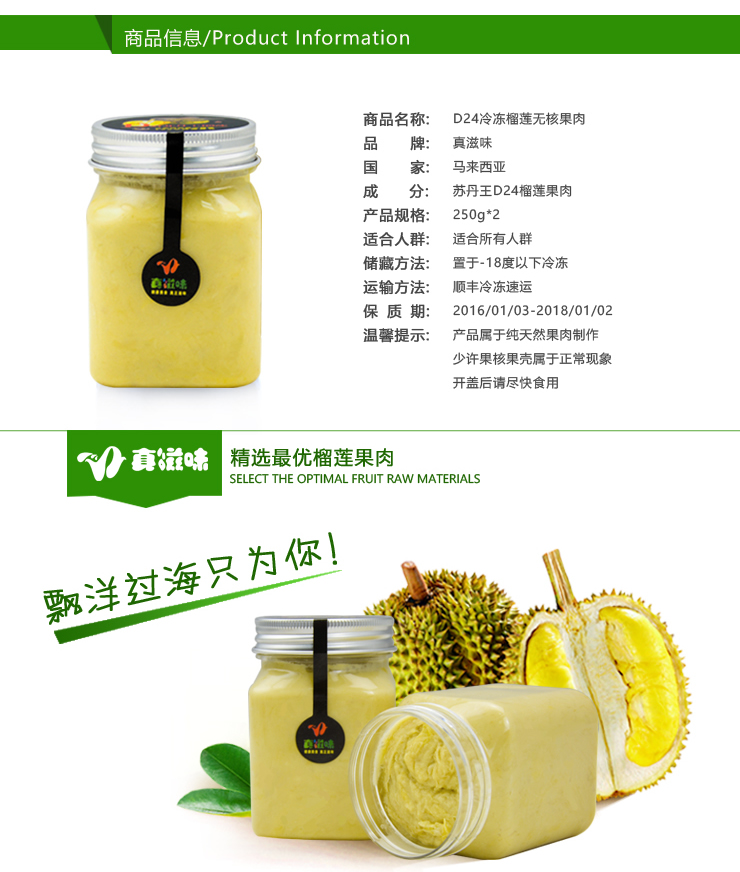 商品信息/Product Information
商品名称: D24冷冻榴莲无核果肉
品 牌: 真滋味
国 家: 马来西亚
成 分: 苏丹王D24榴莲果肉
产品规格: 250g*2
适合人群: 适合所有人群
储藏方法: 置于-18度以下冷冻
运输方法: 顺丰冷冻速运
保 质 期: 2016/01/03-2018/01/02
温馨提示: 产品属于纯天然果肉制作
少许果核果壳属于正常现象
开盖后请尽快食用
真滋味
真滋味
精选最优榴莲果肉
SELECT THE OPTIMAL FRUIT RAW MATERIALS
飘洋过海只为你!
真滋味